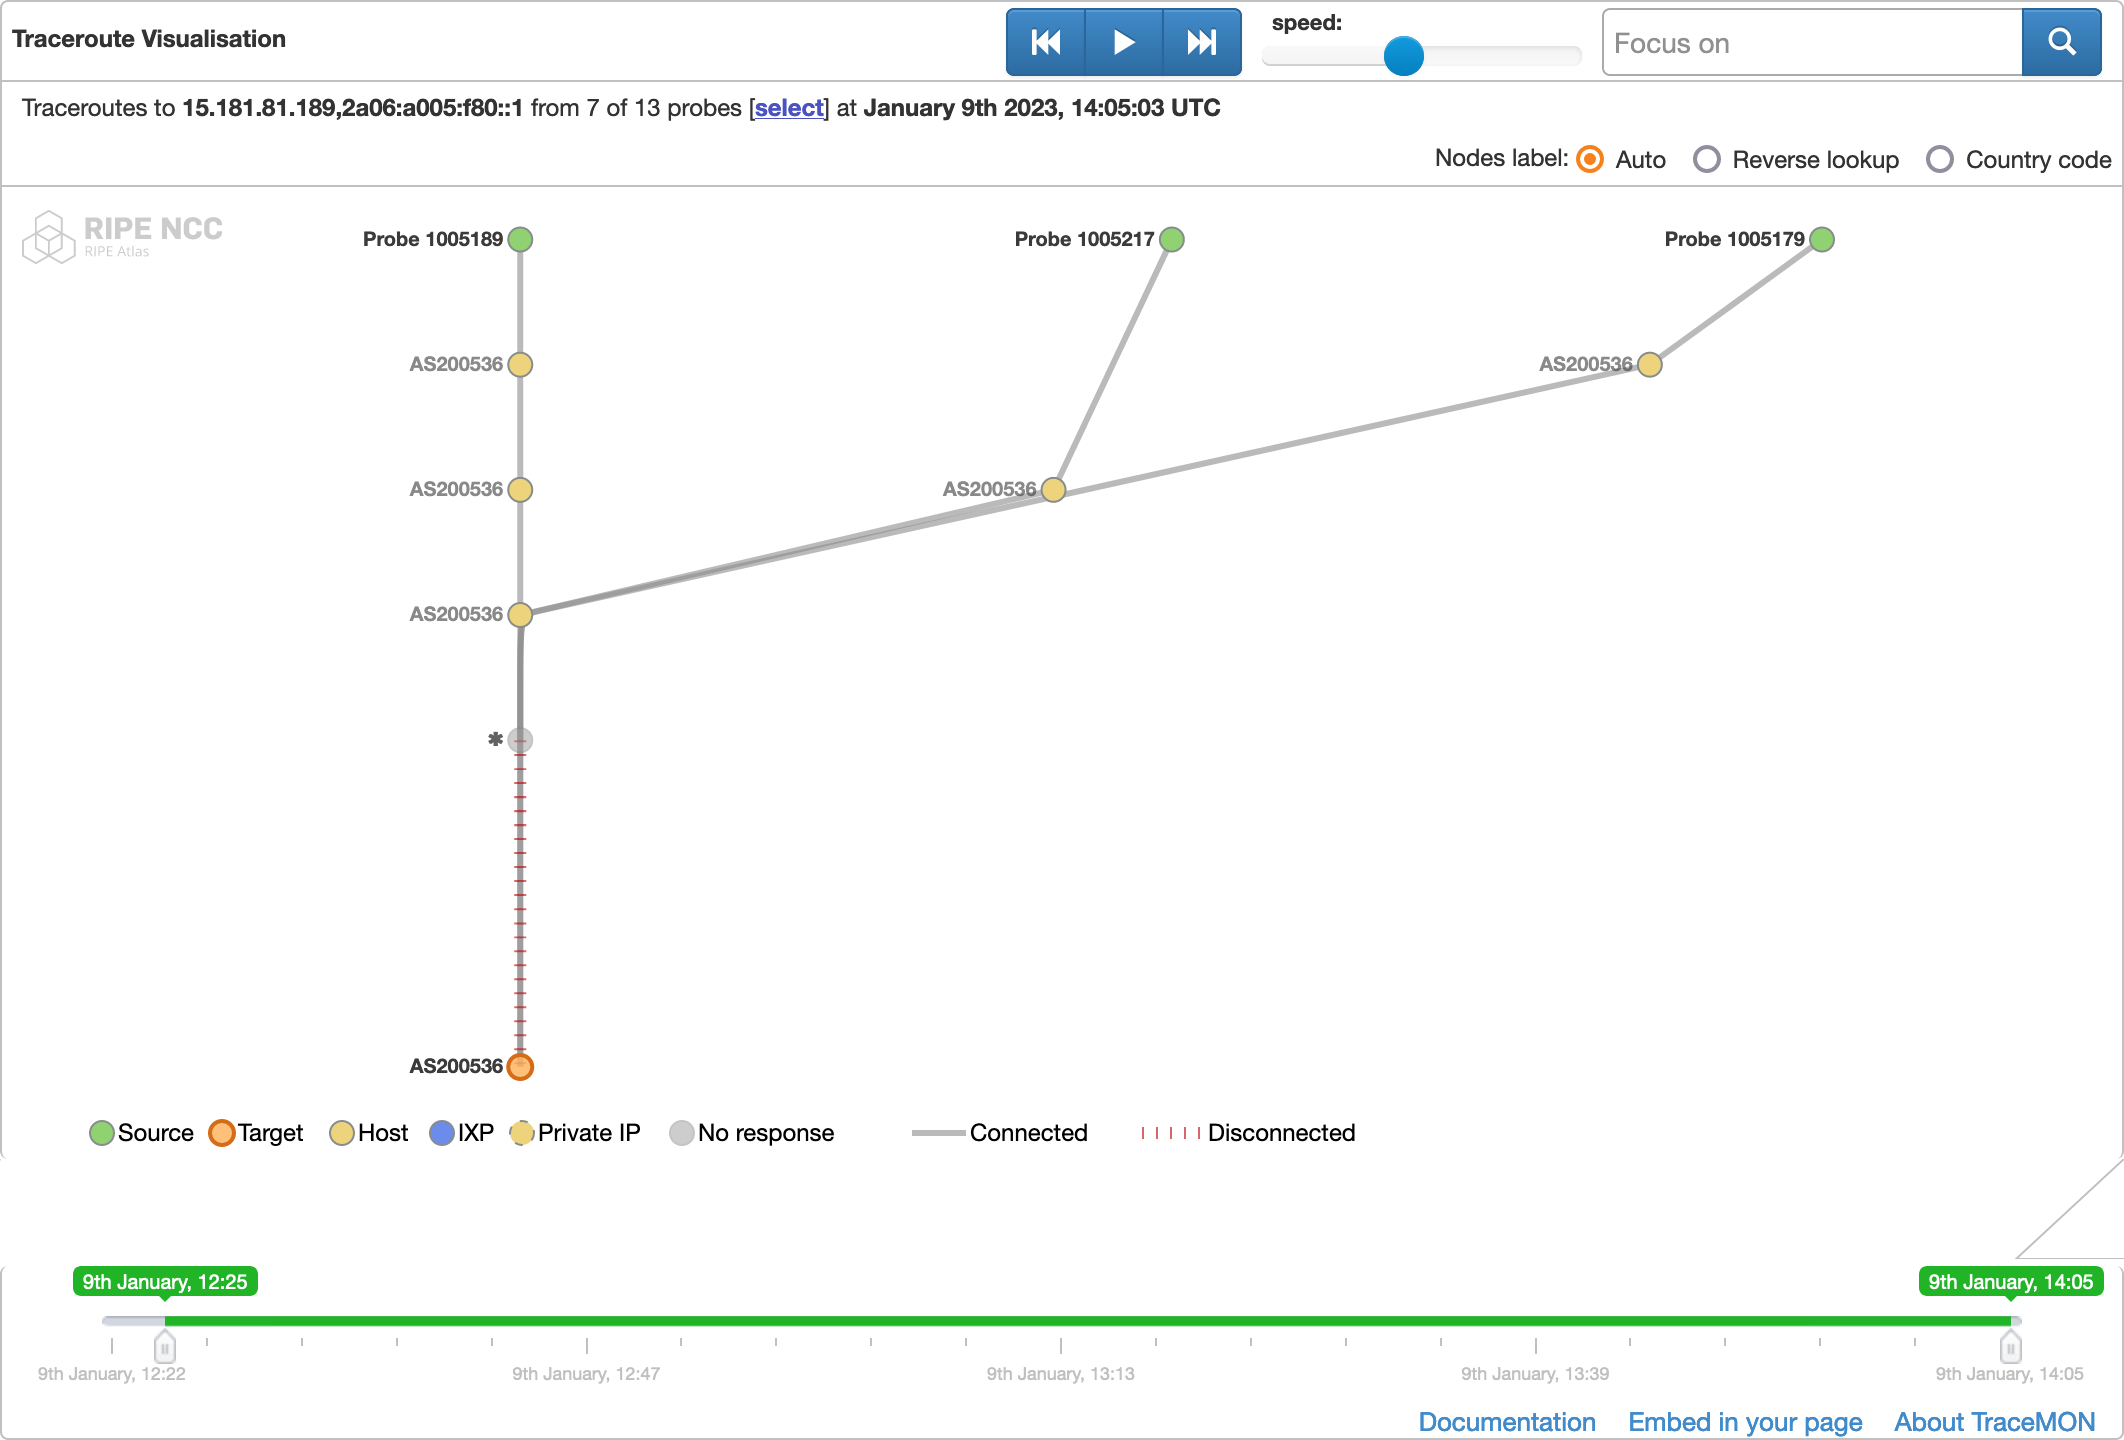 Traceroute Visualisation
speed:
Focus on
Traceroutes to 15.181.81.189,2a06:a005:f80::1 from 7 of 13 probes [select] at January 9th 2023, 14:05:03 UTC
Nodes label: Auto Reverse lookup Country code
RIPE NCC
RIPE Atlas
Probe 1005189
Probe 1005217
Probe 1005179
AS200536
AS200536
AS200536
AS200536
AS200536
*
AS200536
Source Target Host IXP Private IP No response Connected Disconnected
9th January, 12:25
9th January, 14:05
9th January, 12:22
9th January, 12:47
9th January, 13:13
9th January, 13:39
9th January, 14:05
Documentation Embed in your page About TraceMON